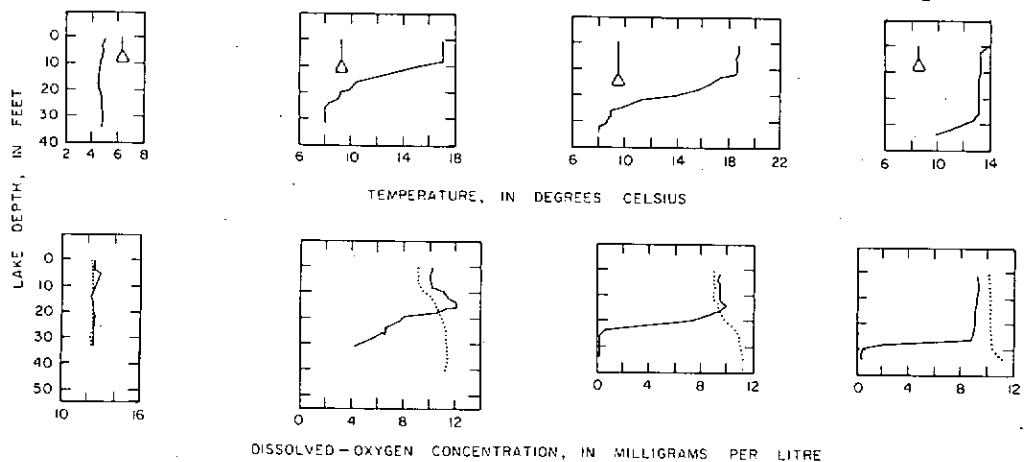 LAKE DEPTH, IN FEET
0
10
20
30
40
2 4 6 8
6 10 14 18
6 10 14 18 22
6 10 14
TEMPERATURE, IN DEGREES CELSIUS
0
10
20
30
40
50
10 16
0 4 8 12
0 4 8 12
0 4 8 12
DISSOLVED-OXYGEN CONCENTRATION, IN MILLIGRAMS PER LITRE